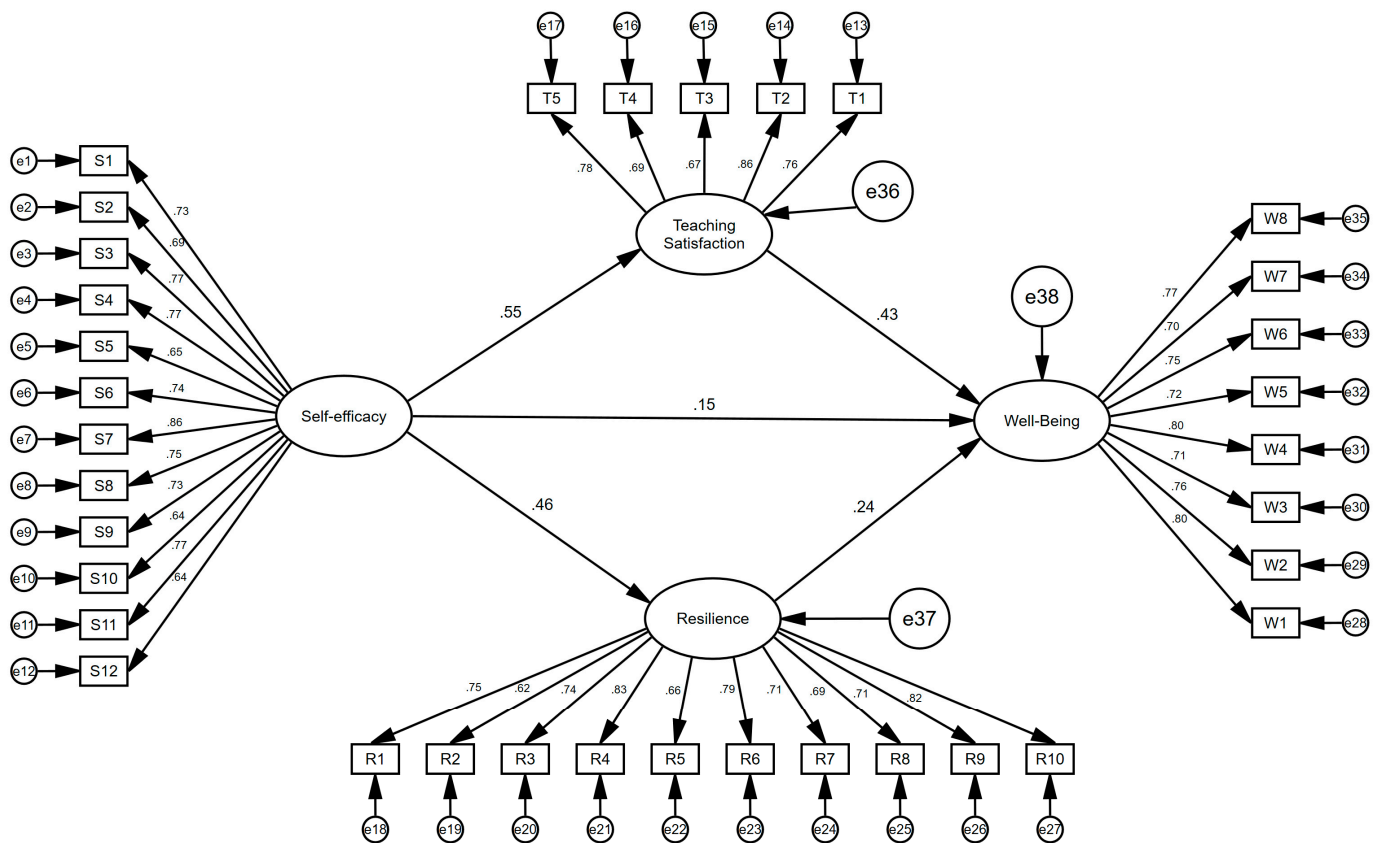 e17
e16
e15
e14
e13
T5
T4
T3
T2
T1
.78
.69
.67
.86
.76
e36
Teaching
Satisfaction
e1
S1
e2
S2
e3
S3
e4
S4
e5
S5
e6
S6
e7
S7
e8
S8
e9
S9
e10
S10
e11
S11
e12
S12
.73
.69
.77
.77
.65
.74
.86
.75
.73
.64
.77
.64
Self-efficacy
.55
.43
.15
.46
.24
e38
Well-Being
.77
.70
.75
.72
.80
.71
.76
.80
W8
e35
W7
e34
W6
e33
W5
e32
W4
e31
W3
e30
W2
e29
W1
e28
Resilience
e37
.75
.62
.74
.83
.66
.79
.71
.69
.71
.82
R1
R2
R3
R4
R5
R6
R7
R8
R9
R10
e18
e19
e20
e21
e22
e23
e24
e25
e26
e27